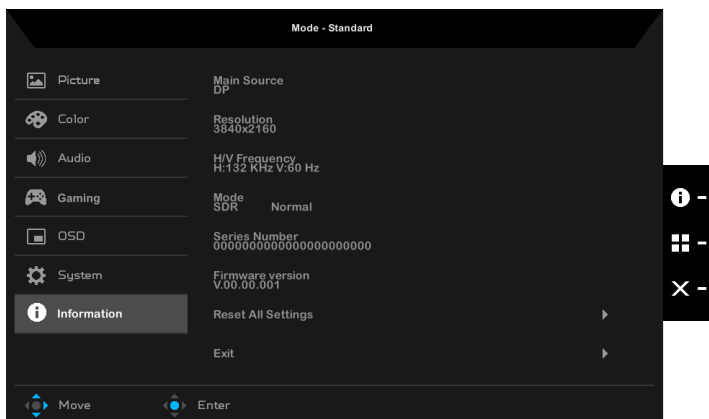 Mode - Standard
Picture
Color
Audio
Gaming
OSD
System
Information
Main Source
DP
Resolution
3840x2160
H/V Frequency
H:132 KHz V:60 Hz
Mode
SDR Normal
Series Number
0000000000000000000000
Firmware version
V.00.00.001
Reset All Settings
Exit
Move
Enter